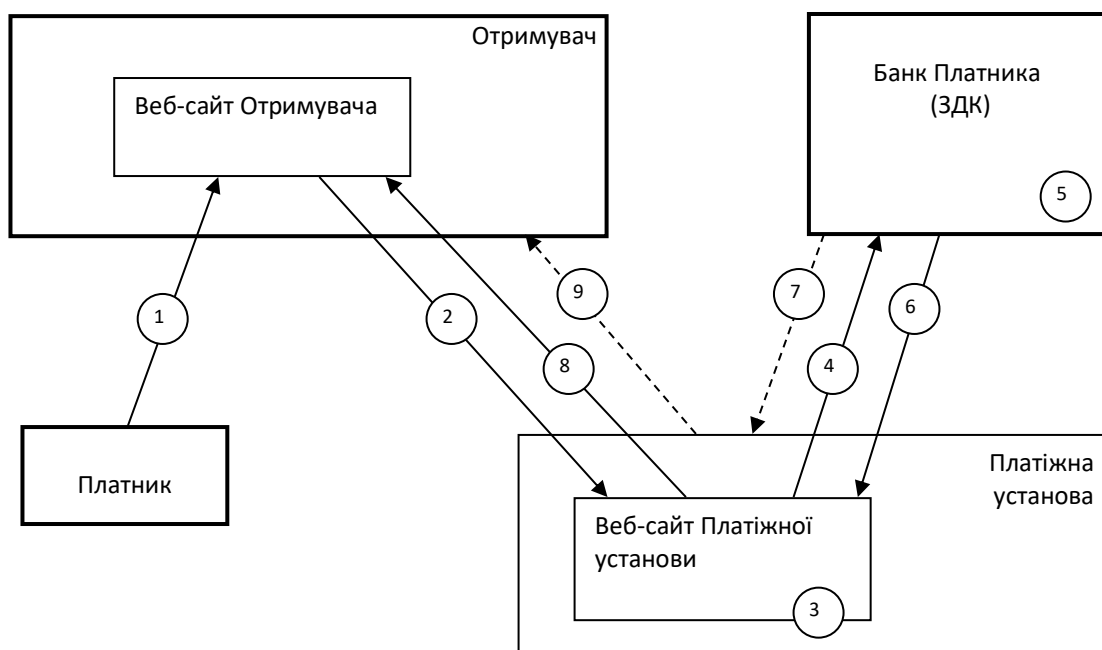 Отримувач
Веб-сайт Отримувача
Банк Платника
(ЗДК)
5
9
7
6
1
2
8
4
Платник
Платіжна
установа
Веб-сайт Платіжної
установи
3